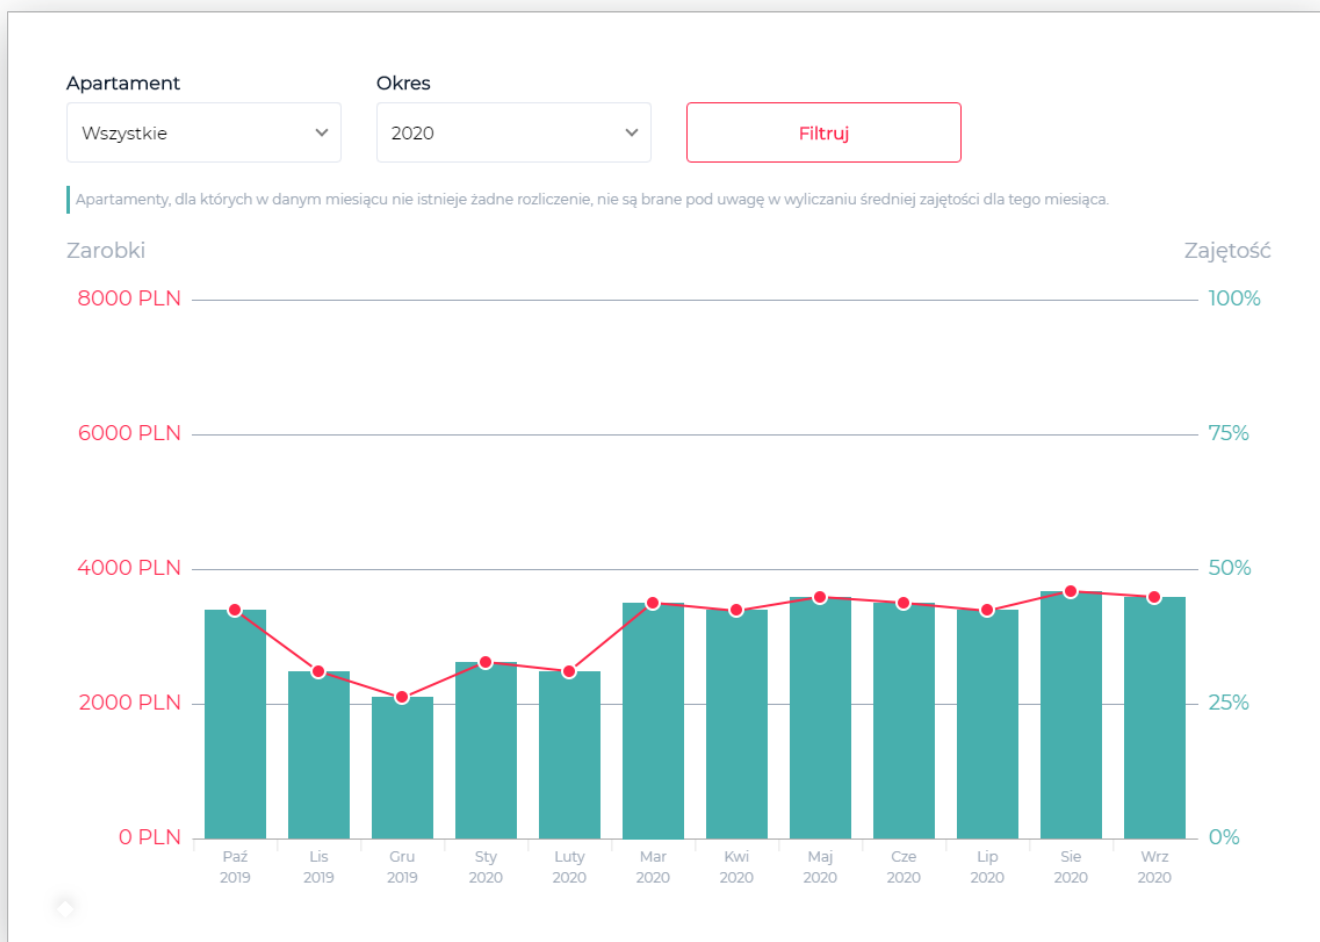 Apartament Okres
Wszystkie 2020 Filtruj
Apartamenty, dla których w danym miesiącu nie istnieje żadne rozliczenie, nie są brane pod uwagę w wyliczaniu średniej zajętości dla tego miesiąca.
Zarobki Zajętość
8000 PLN 100%
6000 PLN 75%
4000 PLN 50%
2000 PLN 25%
0 PLN 0%
Paź Lis Gru Sty Luty Mar Kwi Maj Cze Lip Sie Wrz
2019 2019 2019 2020 2020 2020 2020 2020 2020 2020 2020 2020